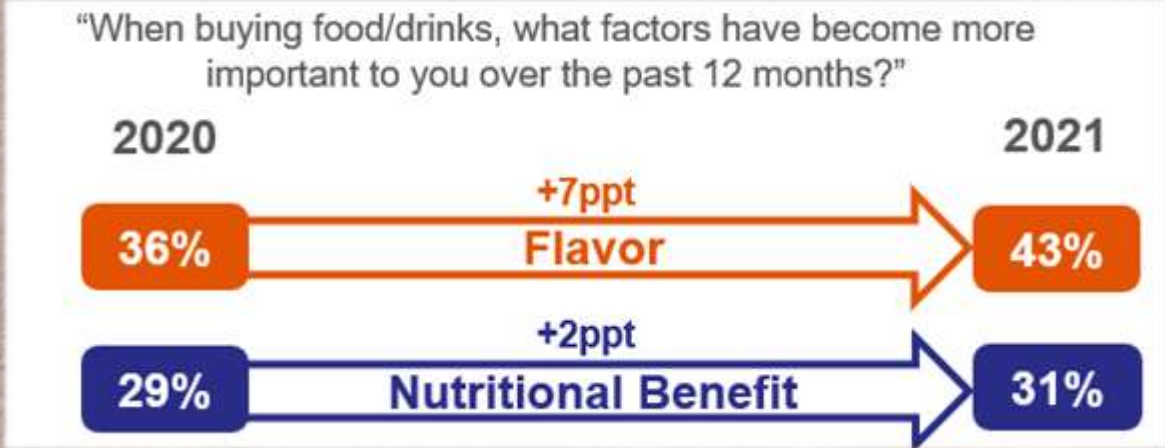 “When buying food/drinks, what factors have become more
important to you over the past 12 months?”
2020
2021
+7ppt
36%
Flavor
43%
+2ppt
29%
Nutritional Benefit
31%